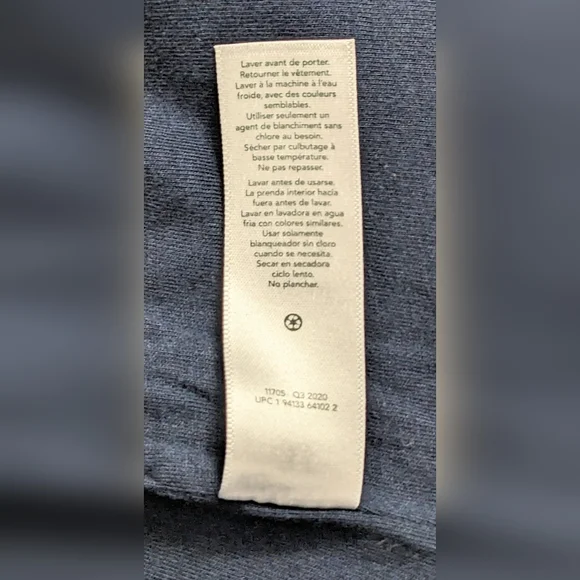 Laver avant de porter.
Retourner le vêtement.
Laver à la machine à l'eau
froide, avec des couleurs
semblables.
Utiliser seulement un
agent de blanchiment sans
chlore au besoin.
Sécher par culbutage à
basse température.
Ne pas repasser.
Lavar antes de usarse.
La prenda interior hacia
fuera antes de lavar.
Lavar en lavadora en agua
fria con colores similares.
Usar solamente
blanqueador sin cloro
cuando se necesita.
Secar en secadora
ciclo lento.
No planchar.
11705 Q3 2020
UPC 1 94133 64102 2